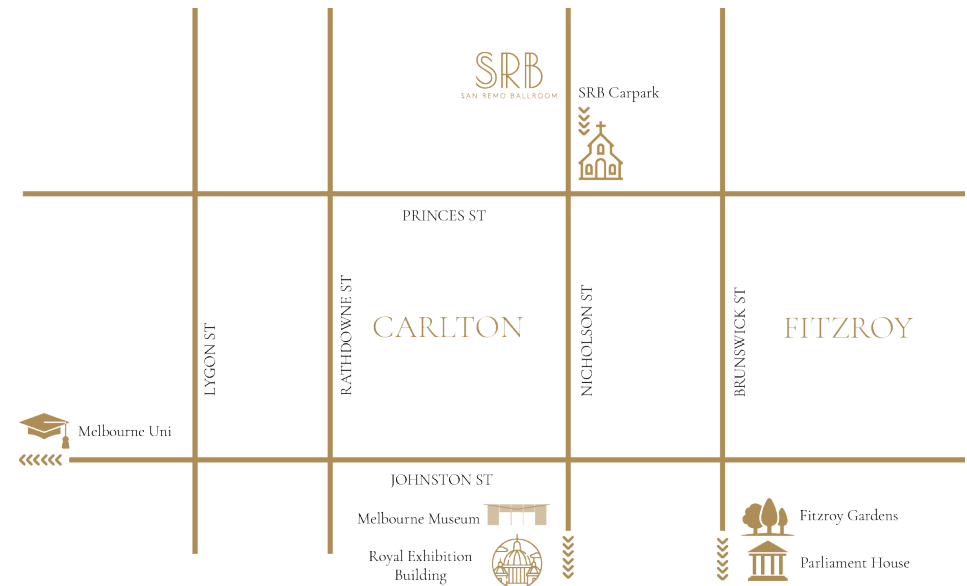 SRB
SAN REMO BALLROOM
SRB Carpark
PRINCES ST
LYGON ST
RATHDOWNE ST
CARLTON
NICHOLSON ST
BRUNSWICK ST
FITZROY
Melbourne Uni
JOHNSTON ST
Melbourne Museum
Fitzroy Gardens
Royal Exhibition
Building
Parliament House